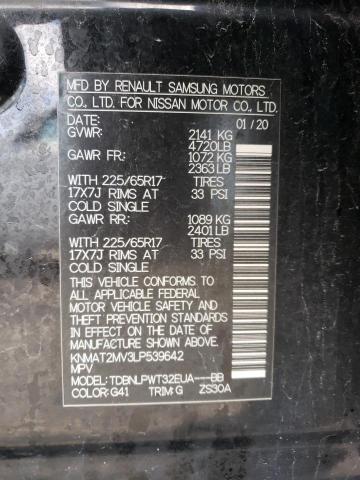 MFD BY RENAULT SAMSUNG MOTORS
CO., LTD. FOR NISSAN MOTOR CO., LTD.
DATE: 01/20
GVWR: 2141 KG
4720LB
GAWR FR: 1072 KG
2363 LB
WITH 225/65R17 TIRES
17X7J RIMS AT 33 PSI
COLD SINGLE
GAWR RR: 1089 KG
2401 LB
WITH 225/65R17 TIRES
17X7J RIMS AT 33 PSI
COLD SINGLE
THIS VEHICLE CONFORMS TO ALL
APPLICABLE FEDERAL MOTOR VEHICLE SAFETY
AND THEFT PREVENTION STANDARDS
IN EFFECT ON THE DATE OF
MANUFACTURE SHOWN ABOVE.
KNMAT2MV3LP539642
MPV
MODEL: TDBNLPWT32EUA---BB
COLOR: G41 TRIM: G ZS30A